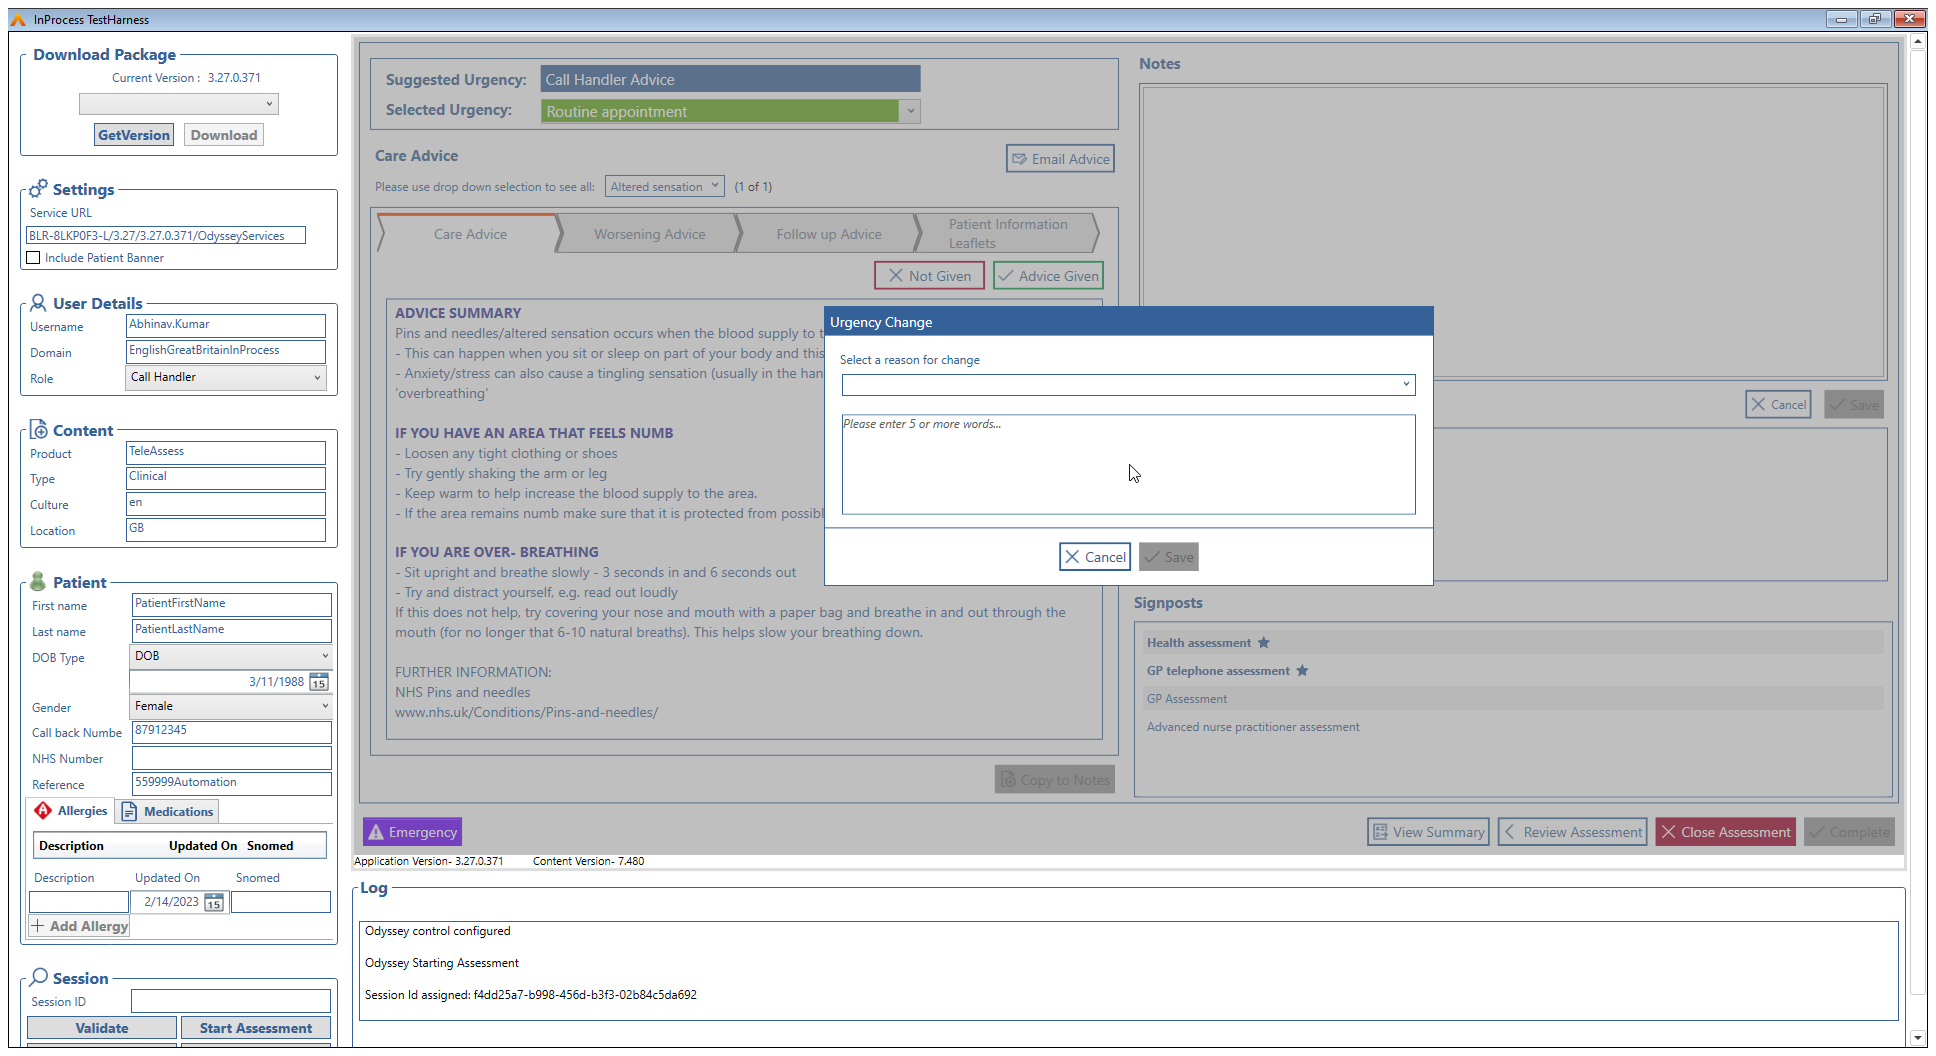 InProcess TestHarness
Download Package
Current Version : 3.27.0.371
GetVersion
Download
Settings
Service URL
BLR-8LKP0F3-L/3.27/3.27.0.371/OdysseyServices
Include Patient Banner
User Details
Username Abhinav.Kumar
Domain EnglishGreatBritainInProcess
Role Call Handler
Content
Product TeleAssess
Type Clinical
Culture en
Location GB
Patient
First name PatientFirstName
Last name PatientLastName
DOB Type DOB
3/11/1988 15
Gender Female
Call back Numbe 87912345
NHS Number
Reference 559999Automation
A Allergies Medications
Description Updated On Snomed
Description Updated On Snomed
2/14/2023 15
Add Allergy
Session
Session ID
Validate Start Assessment
Suggested Urgency: Call Handler Advice
Selected Urgency: Routine appointment
Care Advice
Email Advice
Please use drop down selection to see all: Altered sensation (1 of 1)
Care Advice
Worsening Advice
Follow up Advice
Patient Information
Leaflets
Not Given
Advice Given
ADVICE SUMMARY
Pins and needles/altered sensation occurs when the blood supply to t
- This can happen when you sit or sleep on part of your body and this
- Anxiety/stress can also cause a tingling sensation (usually in the han
'overbreathing'
IF YOU HAVE AN AREA THAT FEELS NUMB
- Loosen any tight clothing or shoes
- Try gently shaking the arm or leg
- Keep warm to help increase the blood supply to the area.
- If the area remains numb make sure that it is protected from possibl
IF YOU ARE OVER- BREATHING
- Sit upright and breathe slowly - 3 seconds in and 6 seconds out
- Try and distract yourself, e.g. read out loudly
If this does not help, try covering your nose and mouth with a paper bag and breathe in and out through the
mouth (for no longer that 6-10 natural breaths). This helps slow your breathing down.
FURTHER INFORMATION:
NHS Pins and needles
www.nhs.uk/Conditions/Pins-and-needles/
Copy to Notes
Urgency Change
Select a reason for change
Please enter 5 or more words...
Cancel Save
Notes
Cancel Save
Signposts
Health assessment
GP telephone assessment
GP Assessment
Advanced nurse practitioner assessment
Emergency
View Summary
Review Assessment
Close Assessment
Complete
Application Version- 3.27.0.371 Content Version- 7.480
Log
Odyssey control configured
Odyssey Starting Assessment
Session Id assigned: f4dd25a7-b998-456d-b3f3-02b84c5da692